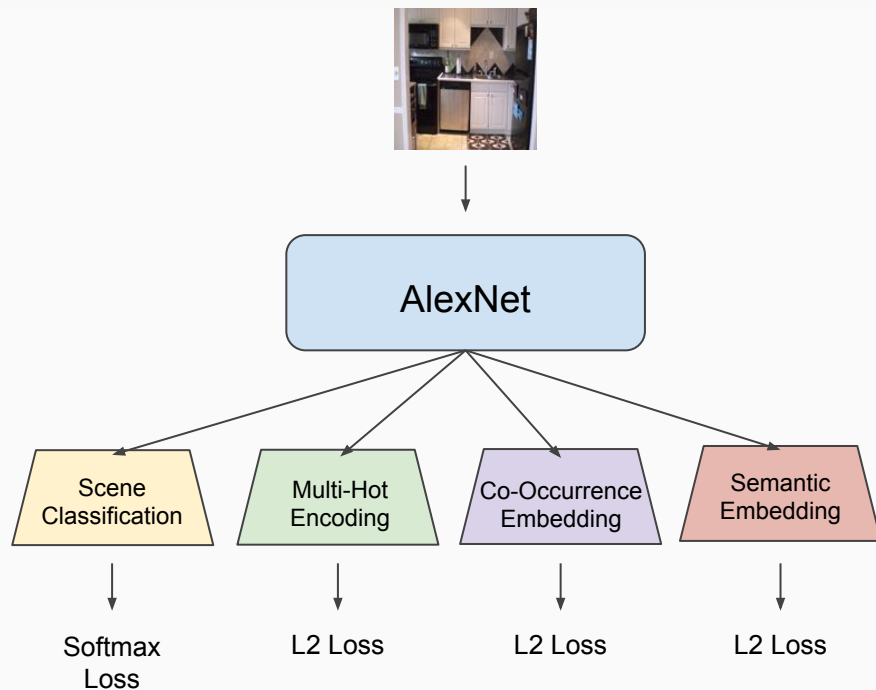 AlexNet
Scene
Classification
Multi-Hot
Encoding
Co-Occurrence
Embedding
Semantic
Embedding
Softmax
Loss
L2 Loss
L2 Loss
L2 Loss